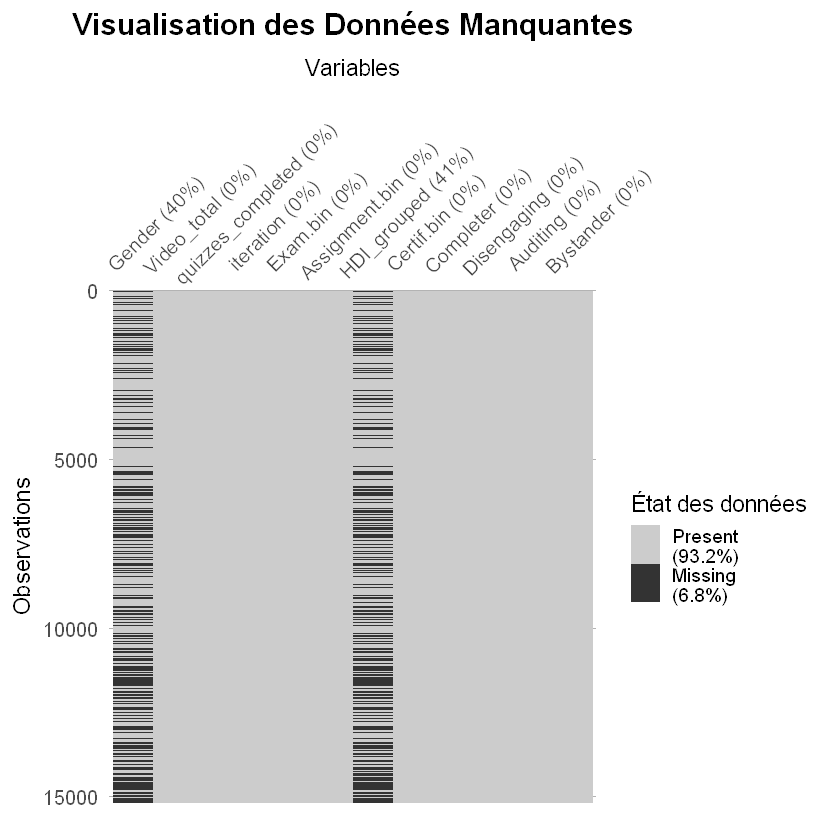 Visualisation des Données Manquantes
Variables
Gender (40%)
Video_total (0%)
quizzes_completed (0%)
iteration (0%)
Exam.bin (0%)
Assignment.bin (0%)
HDI_grouped (41%)
Certif.bin (0%)
Completer (0%)
Disengaging (0%)
Auditing (0%)
Bystander (0%)
0
5000
10000
15000
Observations
État des données
Present
(93.2%)
Missing
(6.8%)